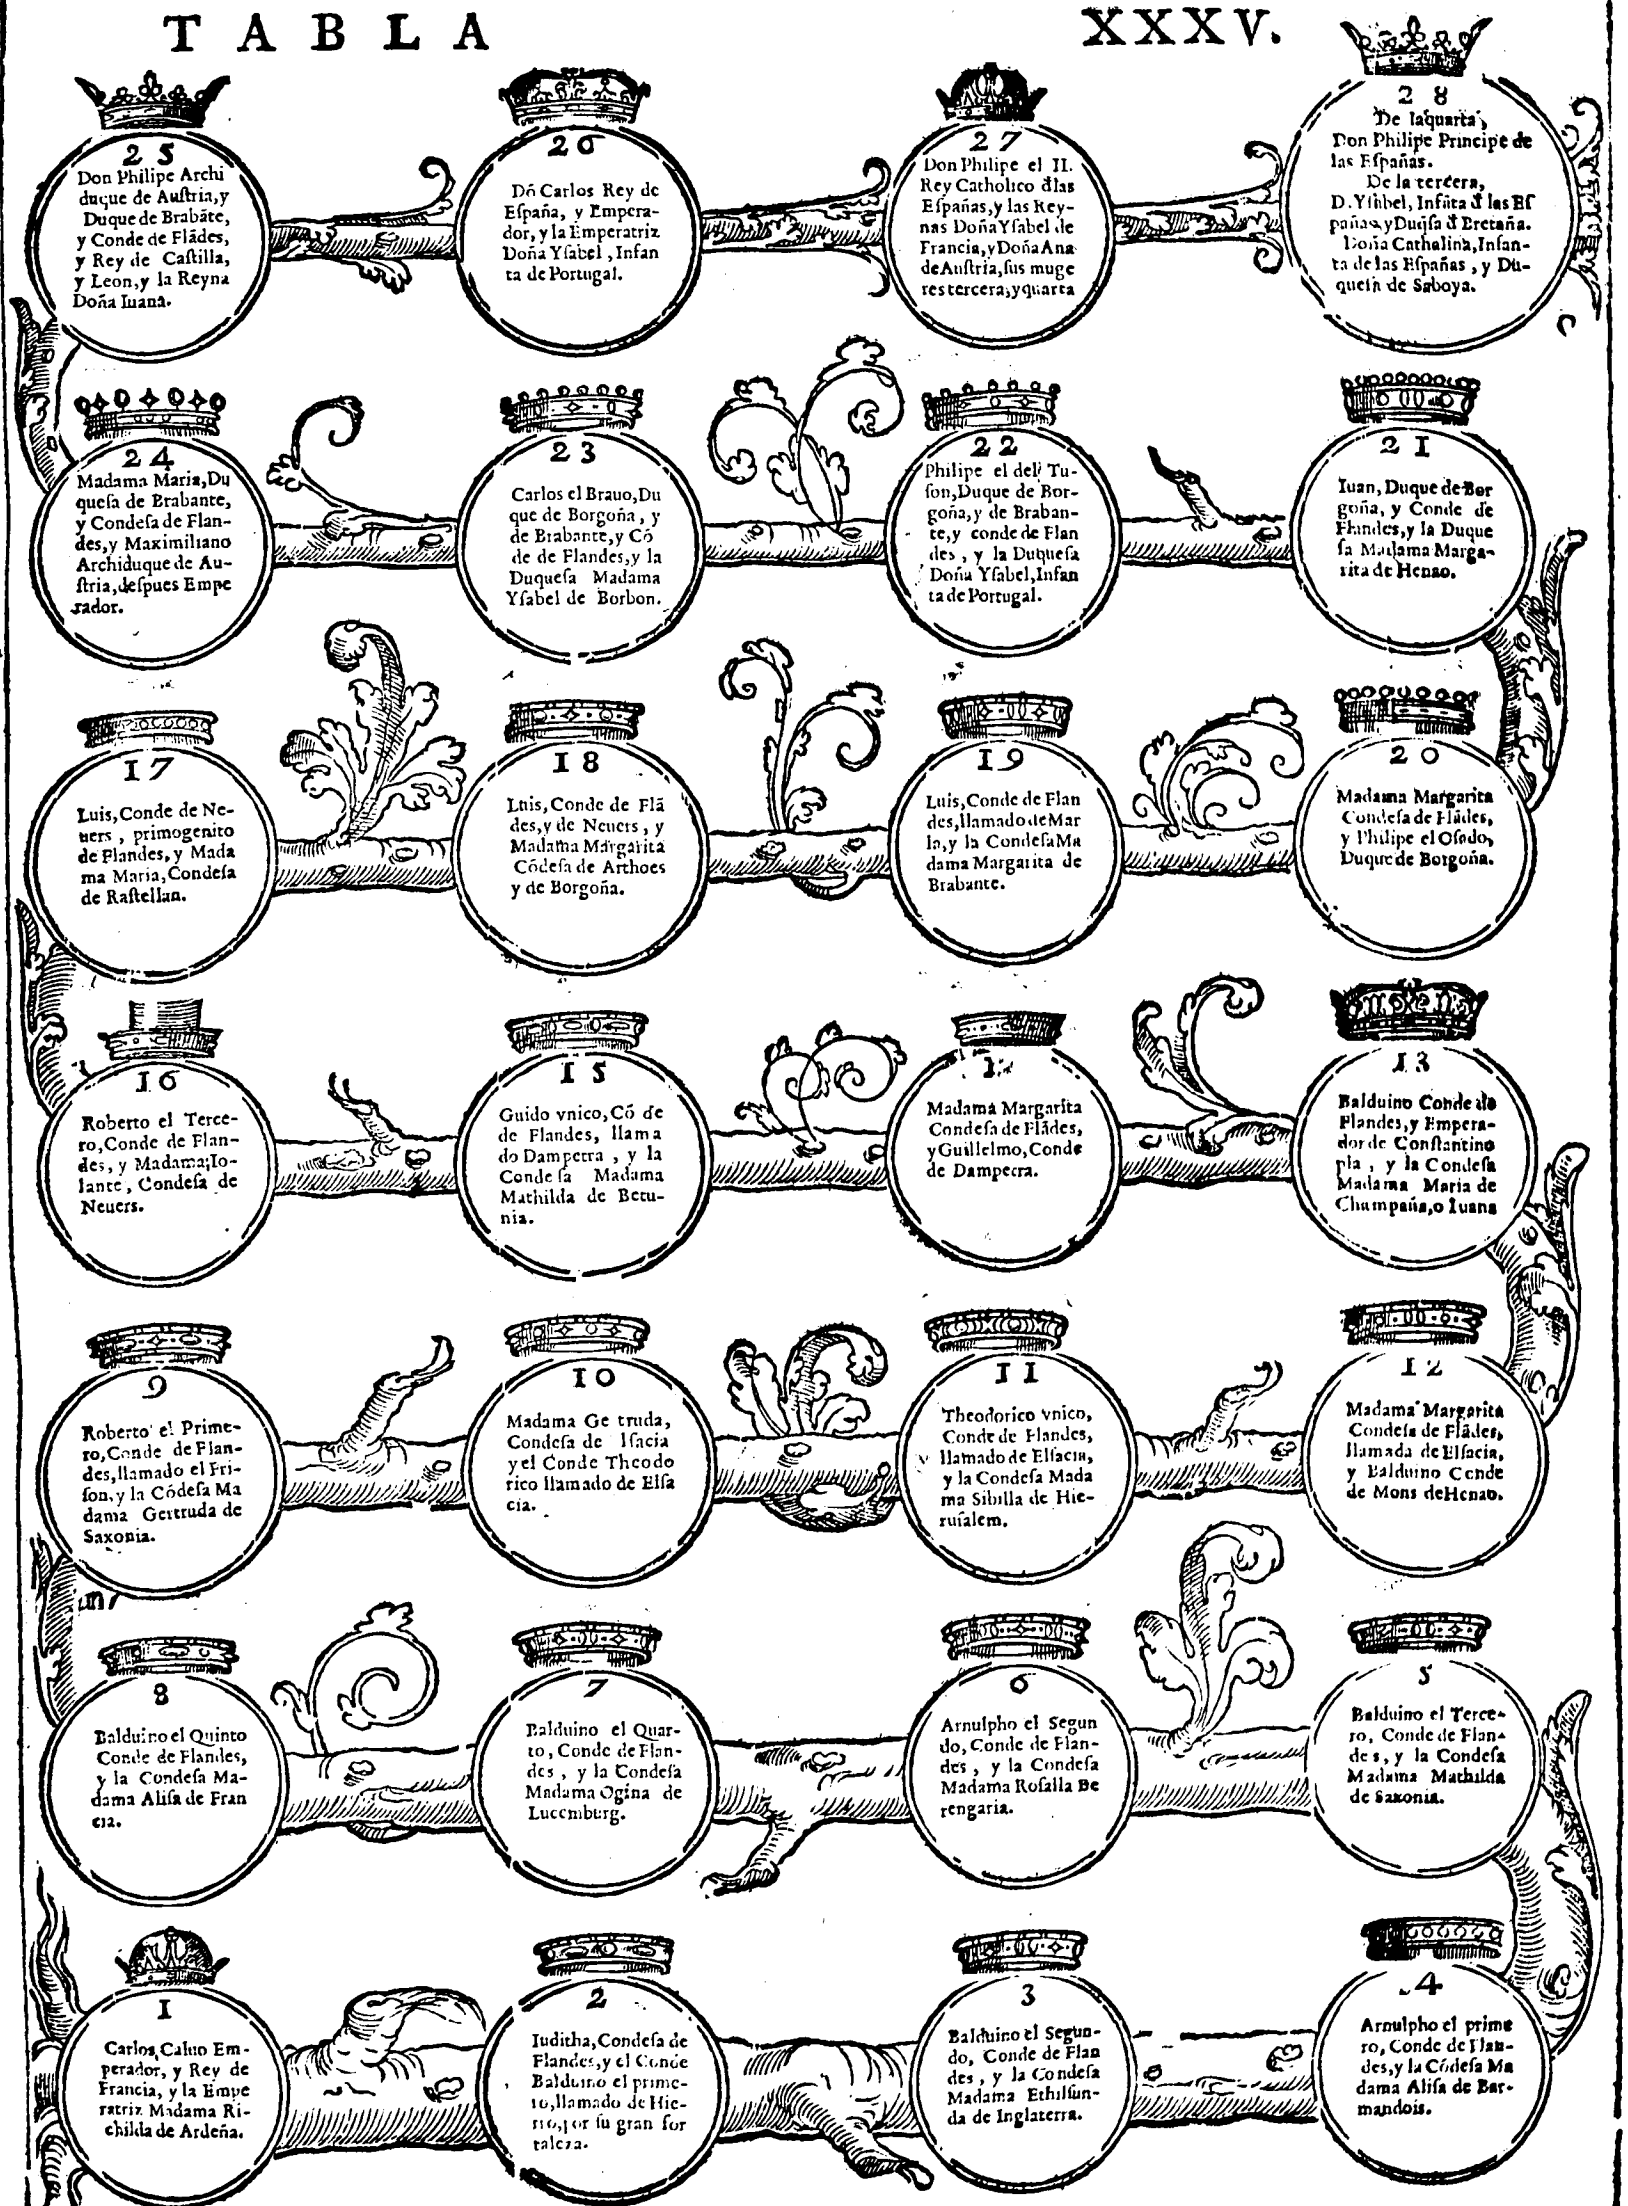 TABLA XXXV.
25
Don Philipe Archi
duque de Auſtria, y
Duque de Brabãte,
y Conde de Flãdes,
y Rey de Caſtilla,
y Leon, y la Reyna
Doña Iuana.
26
Dõ Carlos Rey de
Eſpaña, y Empera-
dor, y la Emperatriz
Doña Yſabel, Infan
ta de Portugal.
27
Don Philipe el II.
Rey Catholico d̃ las
Eſpañas, y las Rey-
nas Doña Yſabel de
Francia, y Doña Ana
de Auſtria, ſus muge
res tercera, y quarta
28
De la quarta,
Don Philipe Principe de
las Eſpañas.
De la tercera,
D. Yſabel, Infãta d̃ las Eſ
pañas, y Duq̃ſa d̃ Bretaña.
Doña Cathalina, Infan-
ta de las Eſpañas, y Du-
queſa de Saboya.
24
Madama Maria, Du
queſa de Brabante,
y Condeſa de Flan-
des, y Maximiliano
Archiduque de Au-
ſtria, deſpues Empe
rador.
23
Carlos el Brauo, Du
que de Borgoña, y
de Brabante, y Cõ
de de Flandes, y la
Duqueſa Madama
Yſabel de Borbon.
22
Philipe el del Tu-
ſon, Duque de Bor-
goña, y de Braban-
te, y conde de Flan
des, y la Duqueſa
Doña Yſabel, Infan
ta de Portugal.
21
Iuan, Duque de Bor
goña, y Conde de
Flandes, y la Duque
ſa Madama Marga-
rita de Henao.
17
Luis, Conde de Ne-
uers, primogenito
de Flandes, y Mada
ma Maria, Condeſa
de Raſtellan.
18
Luis, Conde de Flã
des, y de Neuers, y
Madama Margarita
Cõdeſa de Arthoes
y de Borgoña.
19
Luis, Conde de Flan
des, llamado de Mar
la, y la Condeſa Ma
dama Margarita de
Brabante.
20
Madama Margarita
Condeſa de Flãdes,
y Philipe el Oſado,
Duque de Borgoña.
16
Roberto el Terce-
ro, Conde de Flan-
des, y Madama Io-
lante, Condeſa de
Neuers.
15
Guido vnico, Cõ de
de Flandes, llama
do Dampetra, y la
Condeſa Madama
Mathilda de Betu-
nia.
Madama Margarita
Condeſa de Flãdes,
y Guillelmo, Conde
de Dampetra.
13
Balduino Conde de
Flandes, y Empera-
dor de Conſtantino
pla, y la Condeſa
Madama Maria de
Champaña, o Iuana
9
Roberto el Prime-
ro, Conde de Flan-
des, llamado el Fri-
ſon, y la Cõdeſa Ma
dama Gertruda de
Saxonia.
10
Madama Ge truda,
Condeſa de Iſacia
y el Conde Theodo
rico llamado de Elſa
cia.
11
Theodorico vnico,
Conde de Flandes,
llamado de Elſacia,
y la Condeſa Mada
ma Sibilla de Hie-
ruſalem.
12
Madama Margarita
Condeſa de Flãdes,
llamada de Elſacia,
y Balduino Conde
de Mons de Henao.
8
Balduino el Quinto
Conde de Flandes,
y la Condeſa Ma-
dama Aliſa de Fran
cia.
7
Balduino el Quar-
to, Conde de Flan-
des, y la Condeſa
Madama Ogina de
Lucemburg.
6
Arnulpho el Segun
do, Conde de Flan-
des, y la Condeſa
Madama Roſalla Be
rengaria.
5
Balduino el Terce-
ro, Conde de Flan-
des, y la Condeſa
Madama Mathilda
de Saxonia.
1
Carlos Caluo Em-
perador, y Rey de
Francia, y la Empe
ratriz Madama Ri-
childa de Ardeña.
2
Iuditha, Condeſa de
Flandes, y el Conde
Balduino el prime-
ro, llamado de Hie-
rro, por ſu gran for
taleza.
3
Balduino el Segun-
do, Conde de Flan
des, y la Condeſa
Madama Ethilſun-
da de Inglaterra.
4
Arnulpho el prime
ro, Conde de Flan-
des, y la Cõdeſa Ma
dama Aliſa de Bar-
mandois.